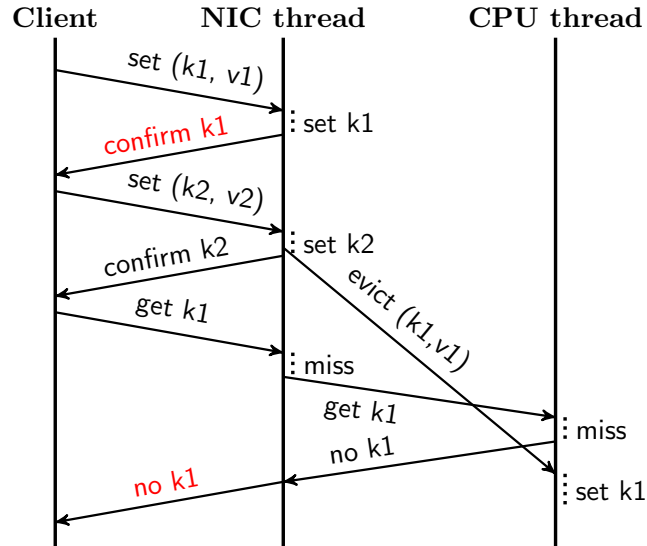 Client NIC thread CPU thread
set (k1, v1)
set k1
confirm k1
set (k2, v2)
set k2
confirm k2
evict (k1,v1)
get k1
miss
get k1
miss
no k1
no k1
set k1